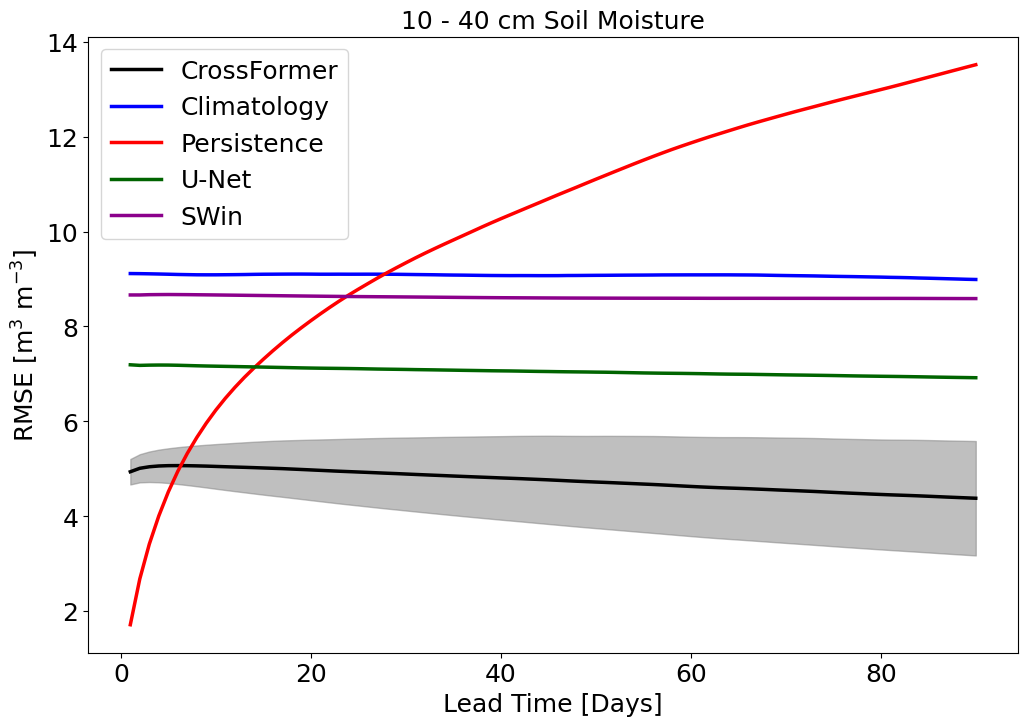 10 - 40 cm Soil Moisture
CrossFormer
Climatology
Persistence
U-Net
SWin
RMSE [m³ m⁻³]
14
12
10
8
6
4
2
0 20 40 60 80
Lead Time [Days]